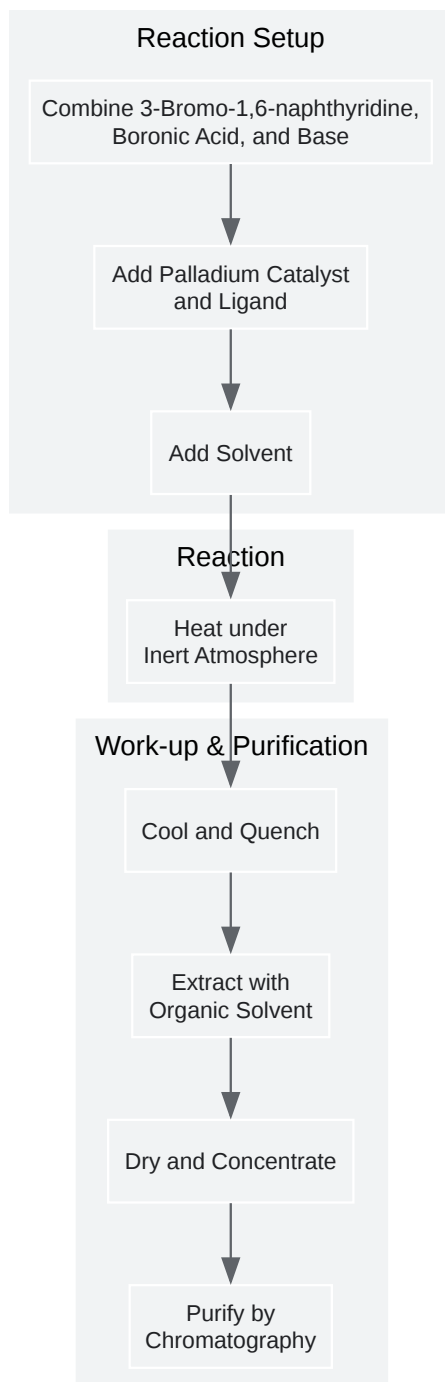 Reaction Setup
Combine 3-Bromo-1,6-naphthyridine,
Boronic Acid, and Base
Add Palladium Catalyst
and Ligand
Add Solvent
Reaction
Heat under
Inert Atmosphere
Work-up & Purification
Cool and Quench
Extract with
Organic Solvent
Dry and Concentrate
Purify by
Chromatography